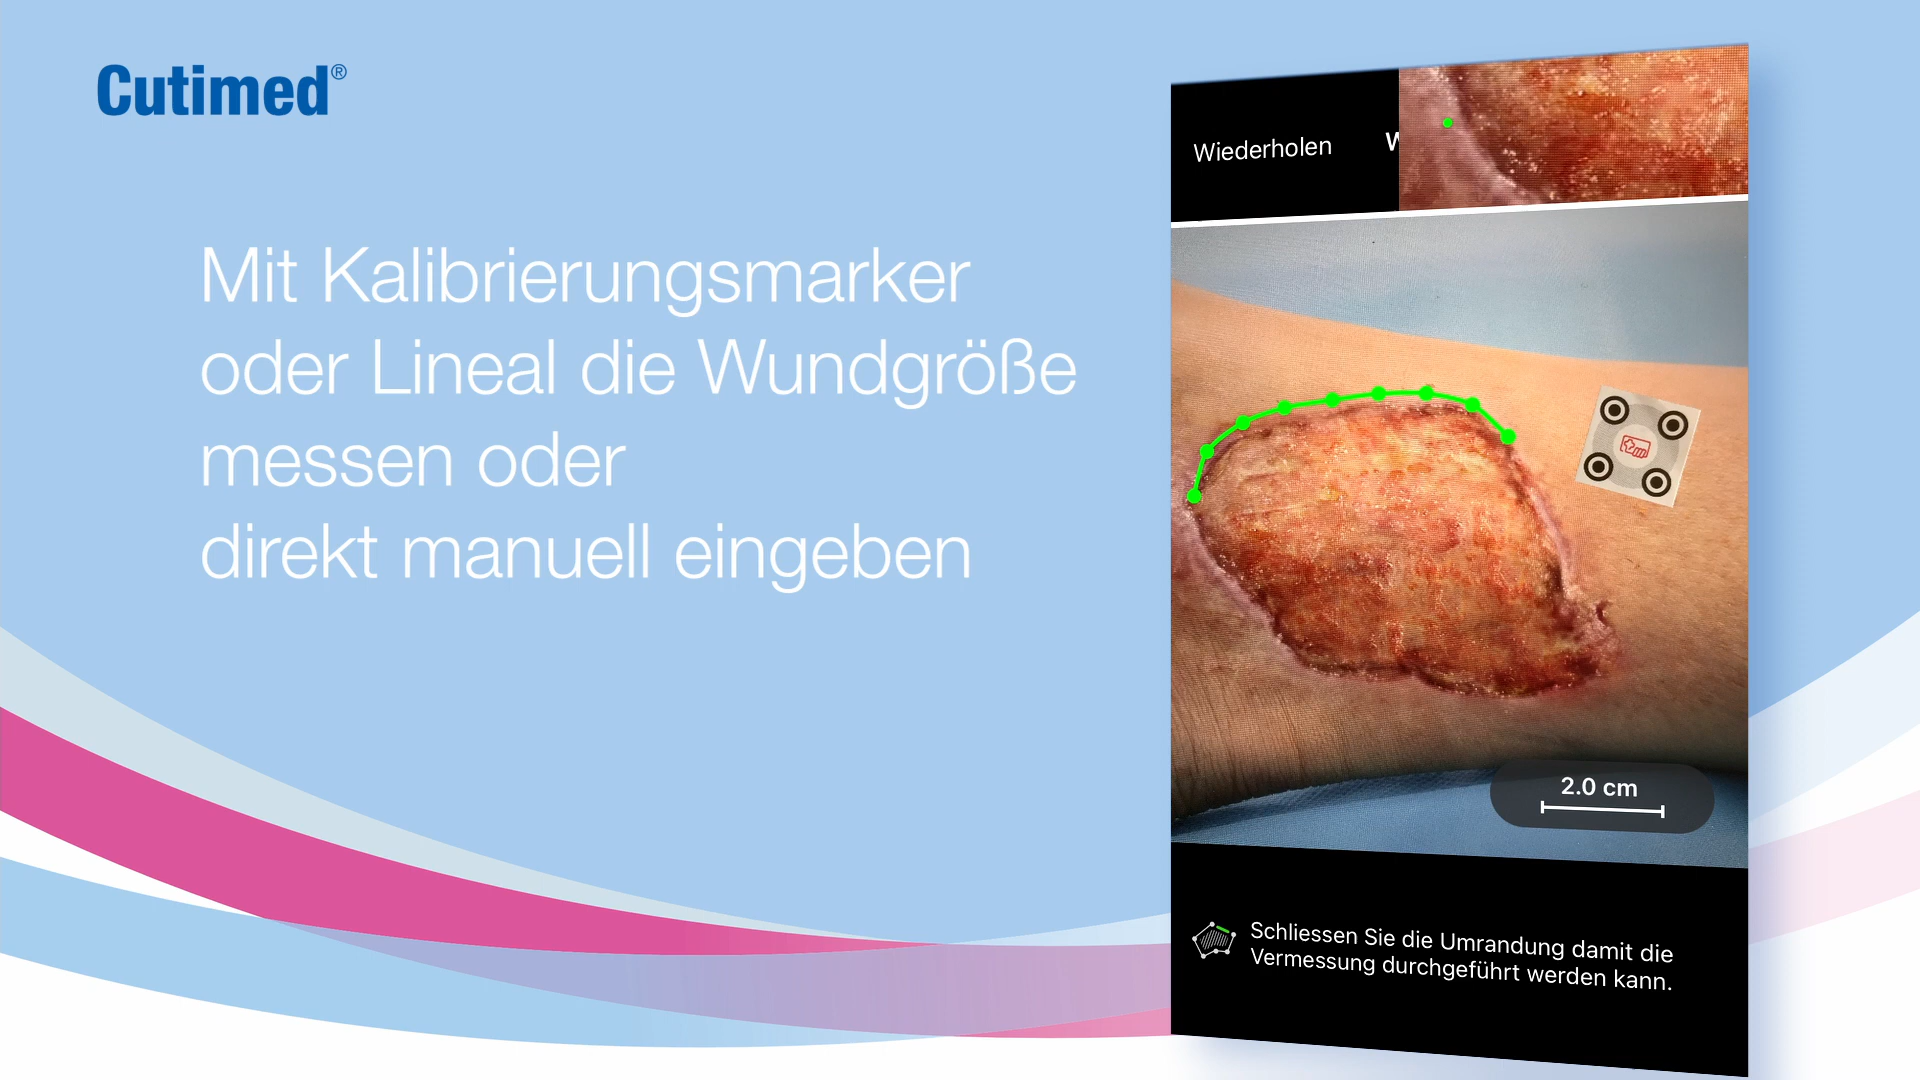 Cutimed®
Mit Kalibrierungsmarker
oder Lineal die Wundgröße
messen oder
direkt manuell eingeben
Wiederholen
2.0 cm
Schliessen Sie die Umrandung damit die
Vermessung durchgeführt werden kann.